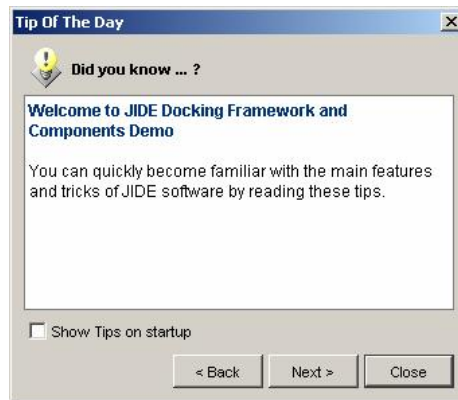 Tip Of The Day
Did you know ... ?
Welcome to JIDE Docking Framework and
Components Demo
You can quickly become familiar with the main features
and tricks of JIDE software by reading these tips.
Show Tips on startup
< Back Next > Close